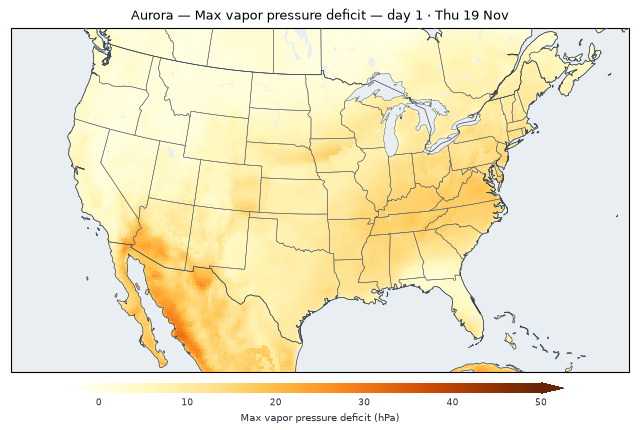 Aurora — Max vapor pressure deficit — day 1 · Thu 19 Nov
0 10 20 30 40 50
Max vapor pressure deficit (hPa)